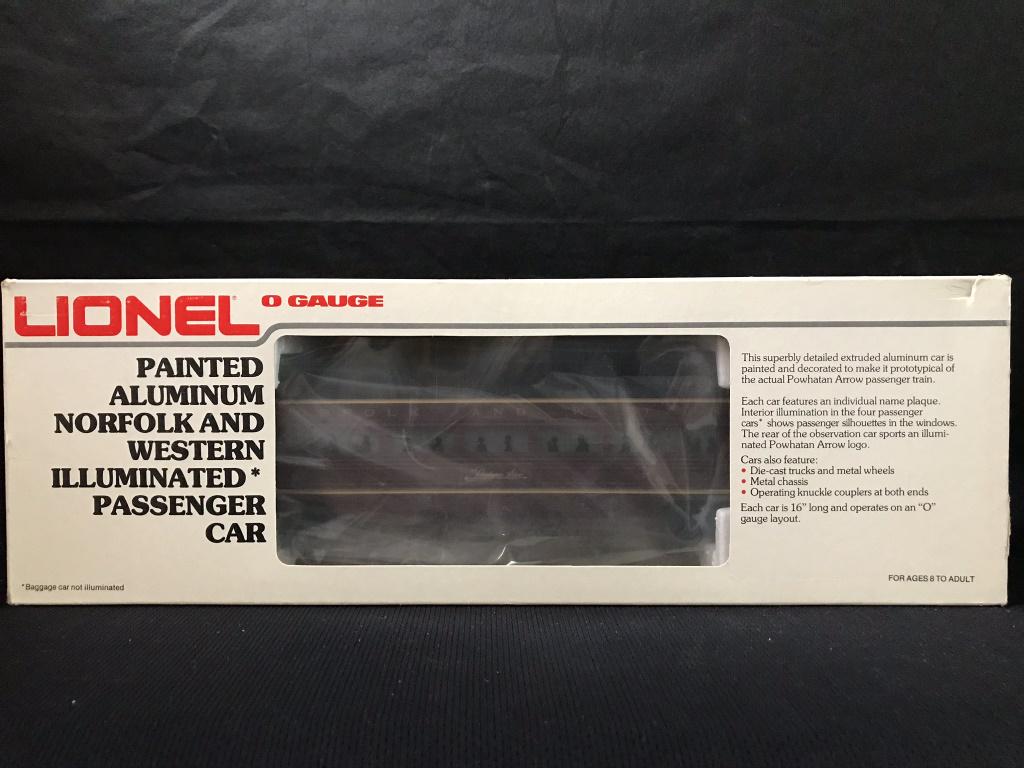 LIONEL® O GAUGE
PAINTED
ALUMINUM
NORFOLK AND
WESTERN
ILLUMINATED*
PASSENGER
CAR
*Baggage car not illuminated
This superbly detailed extruded aluminum car is
painted and decorated to make it prototypical of
the actual Powhatan Arrow passenger train.
Each car features an individual name plaque.
Interior illumination in the four passenger
cars* shows passenger silhouettes in the windows.
The rear of the observation car sports an illumi-
nated Powhatan Arrow logo.
Cars also feature:
• Die-cast trucks and metal wheels
• Metal chassis
• Operating knuckle couplers at both ends
Each car is 16" long and operates on an "O"
gauge layout.
FOR AGES 8 TO ADULT